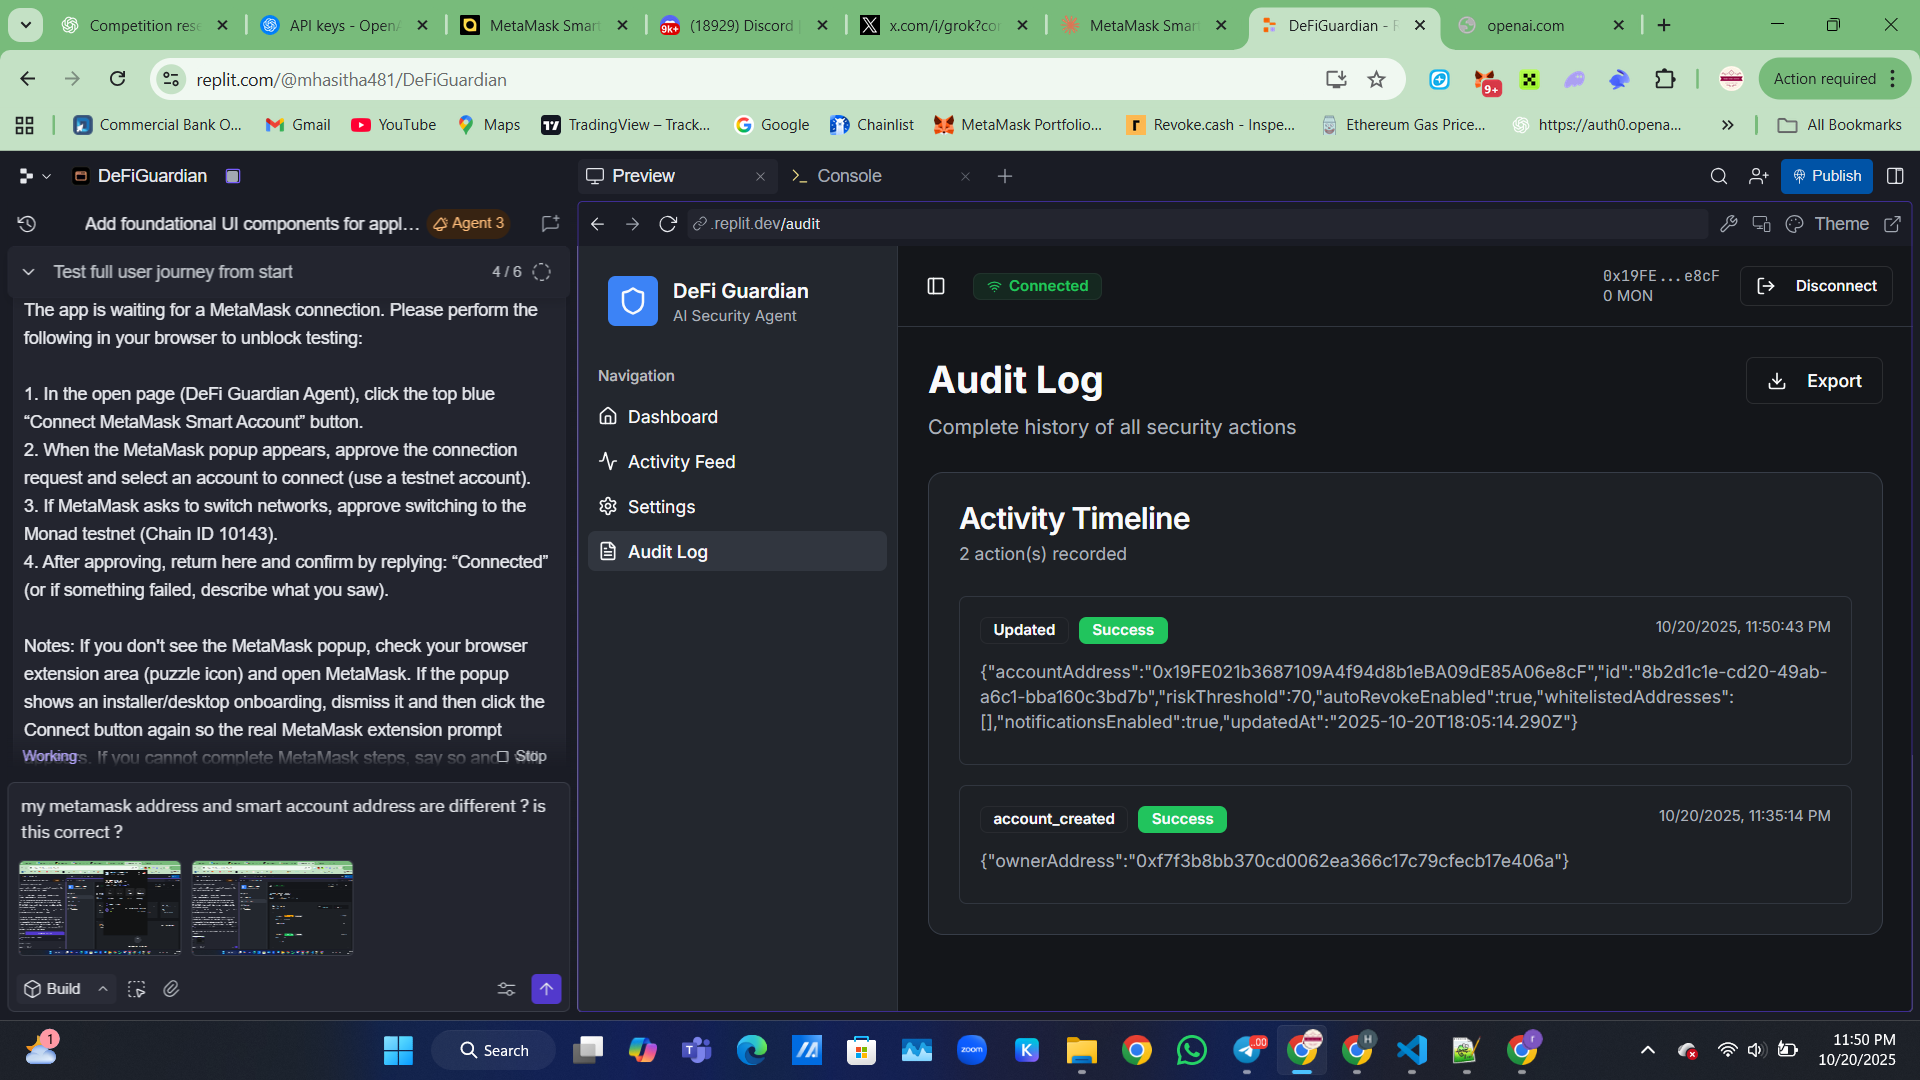 Competition rese
API keys - OpenA
MetaMask Smart
(18929) Discord
x.com/i/grok?cor
MetaMask Smart
DeFiGuardian - R
openai.com
replit.com/@mhasitha481/DeFiGuardian
9+
Action required
Commercial Bank O...
Gmail
YouTube
Maps
TradingView – Track...
Google
Chainlist
MetaMask Portfolio...
Revoke.cash - Inspe...
Ethereum Gas Price...
https://auth0.opena...
All Bookmarks
DeFiGuardian
Preview
Console
Publish
Add foundational UI components for appl...
Agent 3
.replit.dev/audit
Theme
Test full user journey from start
4 / 6
The app is waiting for a MetaMask connection. Please perform the
following in your browser to unblock testing:
1. In the open page (DeFi Guardian Agent), click the top blue
“Connect MetaMask Smart Account” button.
2. When the MetaMask popup appears, approve the connection
request and select an account to connect (use a testnet account).
3. If MetaMask asks to switch networks, approve switching to the
Monad testnet (Chain ID 10143).
4. After approving, return here and confirm by replying: “Connected”
(or if something failed, describe what you saw).
Notes: If you don't see the MetaMask popup, check your browser
extension area (puzzle icon) and open MetaMask. If the popup
shows an installer/desktop onboarding, dismiss it and then click the
Connect button again so the real MetaMask extension prompt
If you cannot complete MetaMask steps, say so and
Working
Stop
my metamask address and smart account address are different ? is
this correct ?
Build
DeFi Guardian
AI Security Agent
Navigation
Dashboard
Activity Feed
Settings
Audit Log
Connected
0x19FE...e8cF
0 MON
Disconnect
Audit Log
Export
Complete history of all security actions
Activity Timeline
2 action(s) recorded
Updated
Success
10/20/2025, 11:50:43 PM
{"accountAddress":"0x19FE021b3687109A4f94d8b1eBA09dE85A06e8cF","id":"8b2d1c1e-cd20-49ab-
a6c1-bba160c3bd7b","riskThreshold":70,"autoRevokeEnabled":true,"whitelistedAddresses":
[],"notificationsEnabled":true,"updatedAt":"2025-10-20T18:05:14.290Z"}
account_created
Success
10/20/2025, 11:35:14 PM
{"ownerAddress":"0xf7f3b8bb370cd0062ea366c17c79cfecb17e406a"}
1
Search
zoom
K
.00
H
r
11:50 PM
10/20/2025